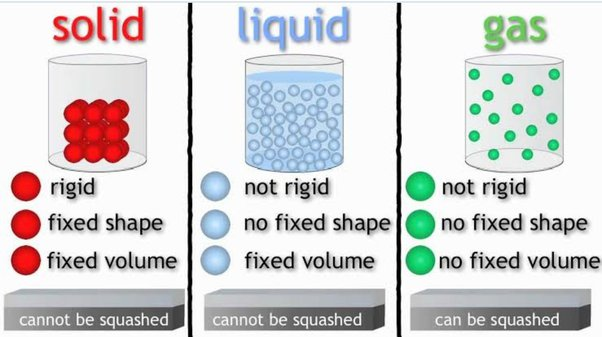 solid
rigid
fixed shape
fixed volume
cannot be squashed
liquid
not rigid
no fixed shape
fixed volume
cannot be squashed
gas
not rigid
no fixed shape
no fixed volume
can be squashed